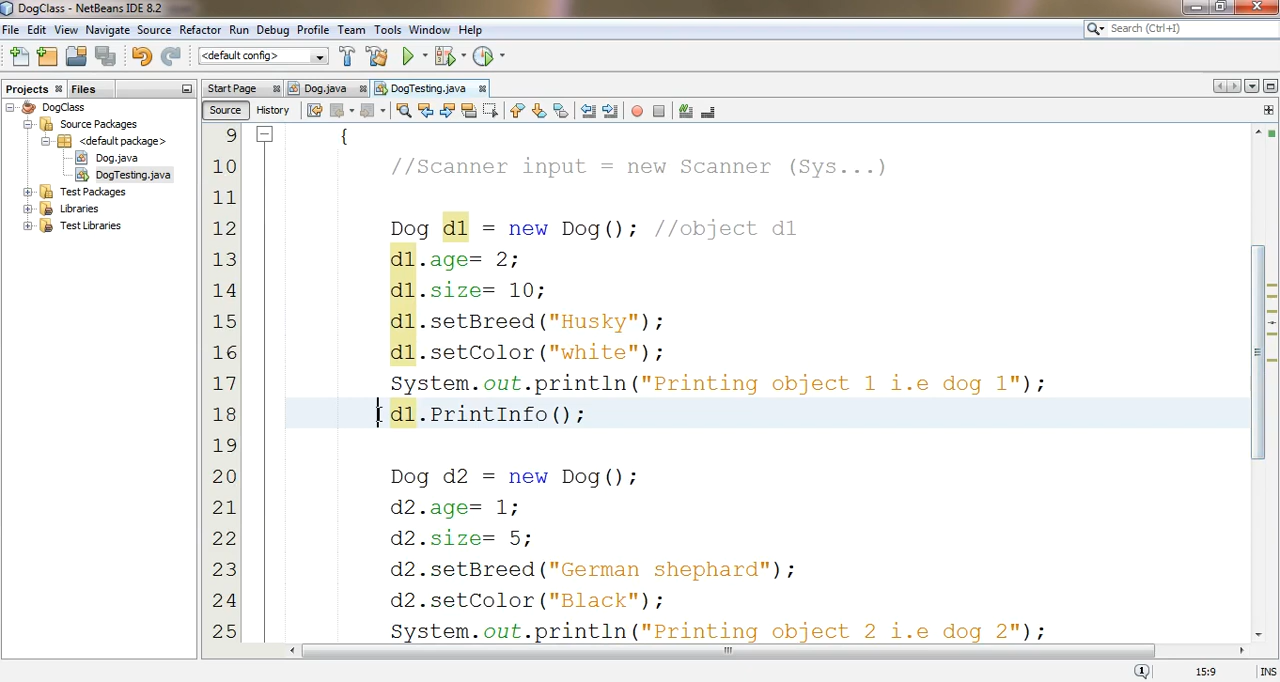 DogClass - NetBeans IDE 8.2
File Edit View Navigate Source Refactor Run Debug Profile Team Tools Window Help
Search (Ctrl+I)
<default config>
Projects Files
Start Page Dog.java DogTesting.java
Source History
DogClass
Source Packages
<default package>
Dog.java
DogTesting.java
Test Packages
Libraries
Test Libraries
9 {
10 //Scanner input = new Scanner (Sys...)
11
12 Dog d1 = new Dog(); //object d1
13 d1.age= 2;
14 d1.size= 10;
15 d1.setBreed("Husky");
16 d1.setColor("white");
17 System.out.println("Printing object 1 i.e dog 1");
18 d1.PrintInfo();
19
20 Dog d2 = new Dog();
21 d2.age= 1;
22 d2.size= 5;
23 d2.setBreed("German shephard");
24 d2.setColor("Black");
25 System.out.println("Printing object 2 i.e dog 2");
1 15:9 INS